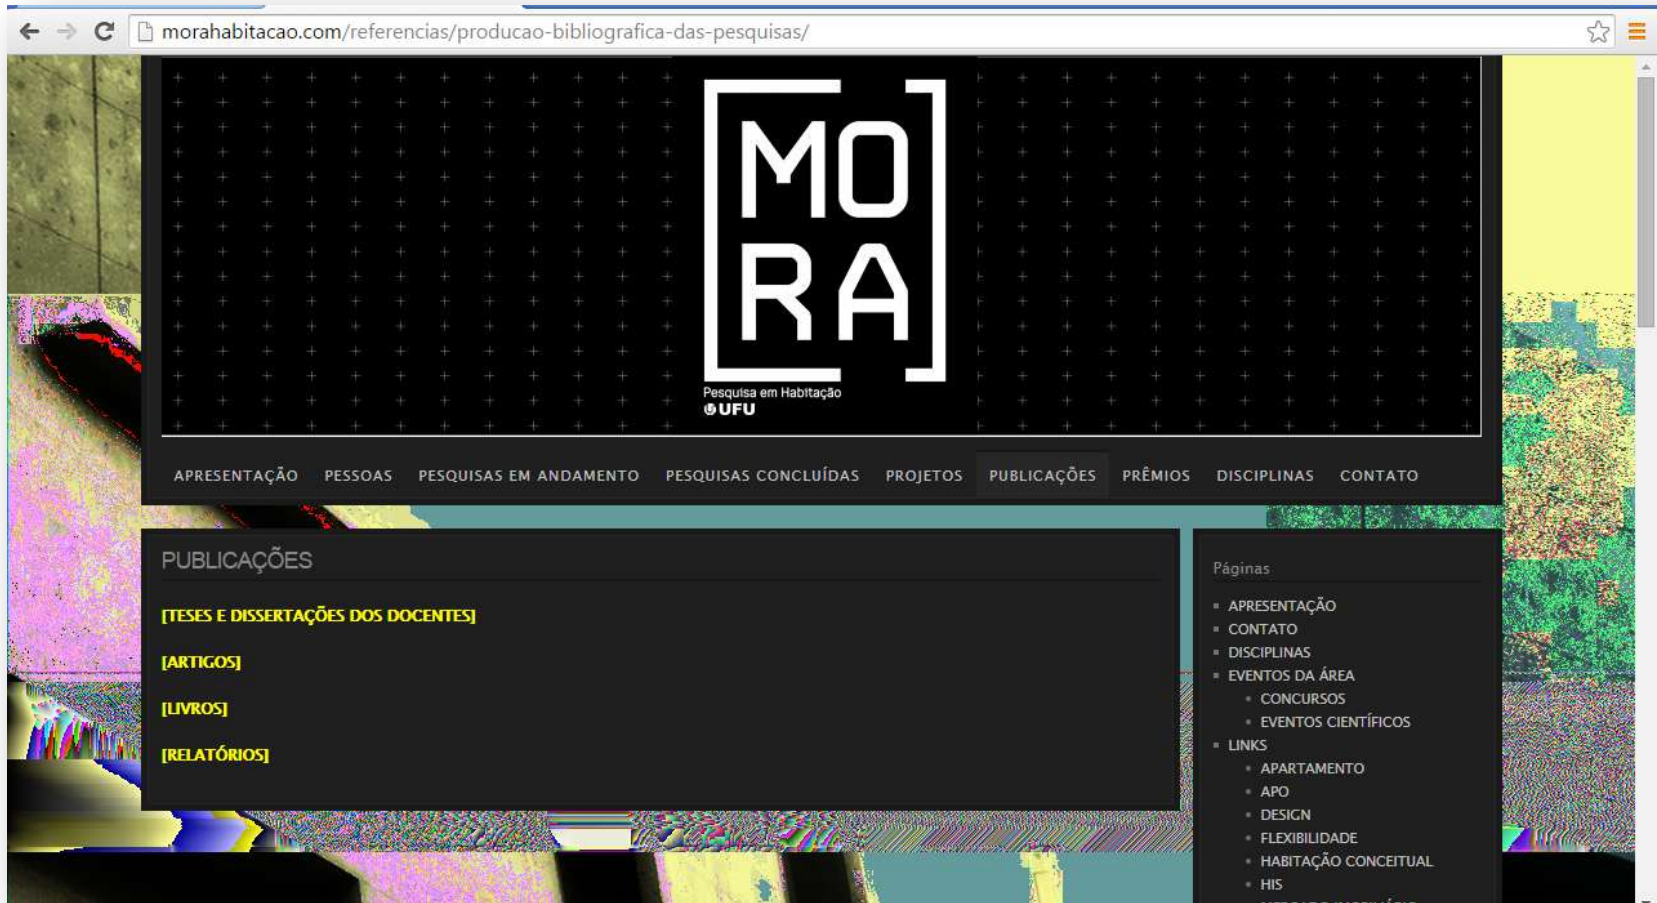 morahabitacao.com/referencias/producao-bibliografica-das-pesquisas/
MO
RA
Pesquisa em Habitação
UFU
APRESENTAÇÃO PESSOAS PESQUISAS EM ANDAMENTO PESQUISAS CONCLUÍDAS PROJETOS PUBLICAÇÕES PRÊMIOS DISCIPLINAS CONTATO
PUBLICAÇÕES
[TESES E DISSERTAÇÕES DOS DOCENTES]
[ARTIGOS]
[LIVROS]
[RELATÓRIOS]
Páginas
APRESENTAÇÃO
CONTATO
DISCIPLINAS
EVENTOS DA ÁREA
CONCURSOS
EVENTOS CIENTÍFICOS
LINKS
APARTAMENTO
APO
DESIGN
FLEXIBILIDADE
HABITAÇÃO CONCEITUAL
HIS